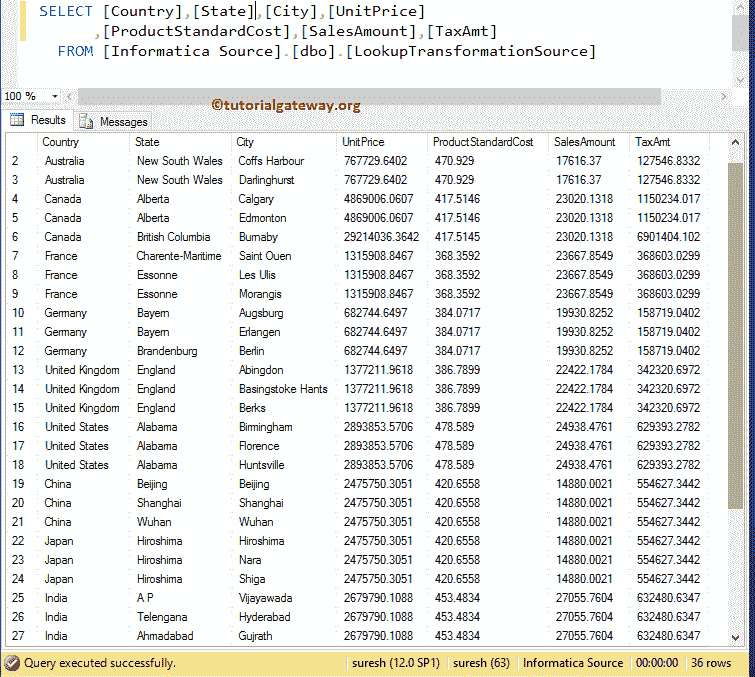 SELECT [Country],[State],[City],[UnitPrice]
,[ProductStandardCost],[SalesAmount],[TaxAmt]
FROM [Informatica Source].[dbo].[LookupTransformationSource]
100 %
©tutorialgateway.org
Results Messages
Country State City UnitPrice ProductStandardCost SalesAmount TaxAmt
2 Australia New South Wales Coffs Harbour 767729.6402 470.929 17616.37 127546.8332
3 Australia New South Wales Darlinghurst 767729.6402 470.929 17616.37 127546.8332
4 Canada Alberta Calgary 4869006.0607 417.5146 23020.1318 1150234.017
5 Canada Alberta Edmonton 4869006.0607 417.5146 23020.1318 1150234.017
6 Canada British Columbia Burnaby 29214036.3642 417.5145 23020.1318 6901404.102
7 France Charente-Maritime Saint Ouen 1315908.8467 368.3592 23667.8549 368603.0299
8 France Essonne Les Ulis 1315908.8467 368.3592 23667.8549 368603.0299
9 France Essonne Morangis 1315908.8467 368.3592 23667.8549 368603.0299
10 Germany Bayern Augsburg 682744.6497 384.0717 19930.8252 158719.0402
11 Germany Bayern Erlangen 682744.6497 384.0717 19930.8252 158719.0402
12 Germany Brandenburg Berlin 682744.6497 384.0717 19930.8252 158719.0402
13 United Kingdom England Abingdon 1377211.9618 386.7899 22422.1784 342320.6972
14 United Kingdom England Basingstoke Hants 1377211.9618 386.7899 22422.1784 342320.6972
15 United Kingdom England Berks 1377211.9618 386.7899 22422.1784 342320.6972
16 United States Alabama Birmingham 2893853.5706 478.589 24938.4761 629393.2782
17 United States Alabama Florence 2893853.5706 478.589 24938.4761 629393.2782
18 United States Alabama Huntsville 2893853.5706 478.589 24938.4761 629393.2782
19 China Beijing Beijing 2475750.3051 420.6558 14880.0021 554627.3442
20 China Shanghai Shanghai 2475750.3051 420.6558 14880.0021 554627.3442
21 China Wuhan Wuhan 2475750.3051 420.6558 14880.0021 554627.3442
22 Japan Hiroshima Hiroshima 2475750.3051 420.6558 14880.0021 554627.3442
23 Japan Hiroshima Nara 2475750.3051 420.6558 14880.0021 554627.3442
24 Japan Hiroshima Shiga 2475750.3051 420.6558 14880.0021 554627.3442
25 India A P Vijayawada 2679790.1088 453.4834 27055.7604 632480.6347
26 India Telengana Hyderabad 2679790.1088 453.4834 27055.7604 632480.6347
27 India Ahmadabad Gujrath 2679790.1088 453.4834 27055.7604 632480.6347
Query executed successfully. suresh (12.0 SP1) suresh (63) Informatica Source 00:00:00 36 rows